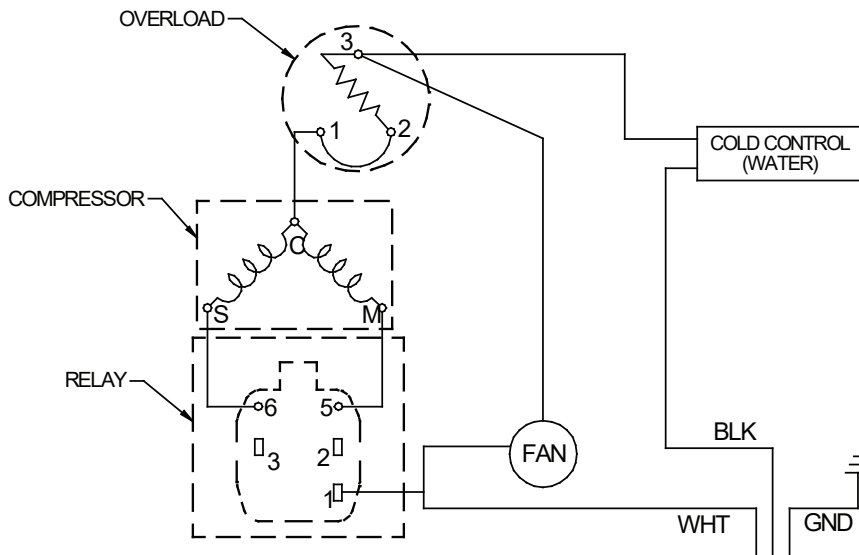 OVERLOAD
3
1
2
COLD CONTROL
(WATER)
COMPRESSOR
C
S
M
RELAY
6
5
3
2
1
FAN
BLK
WHT
GND